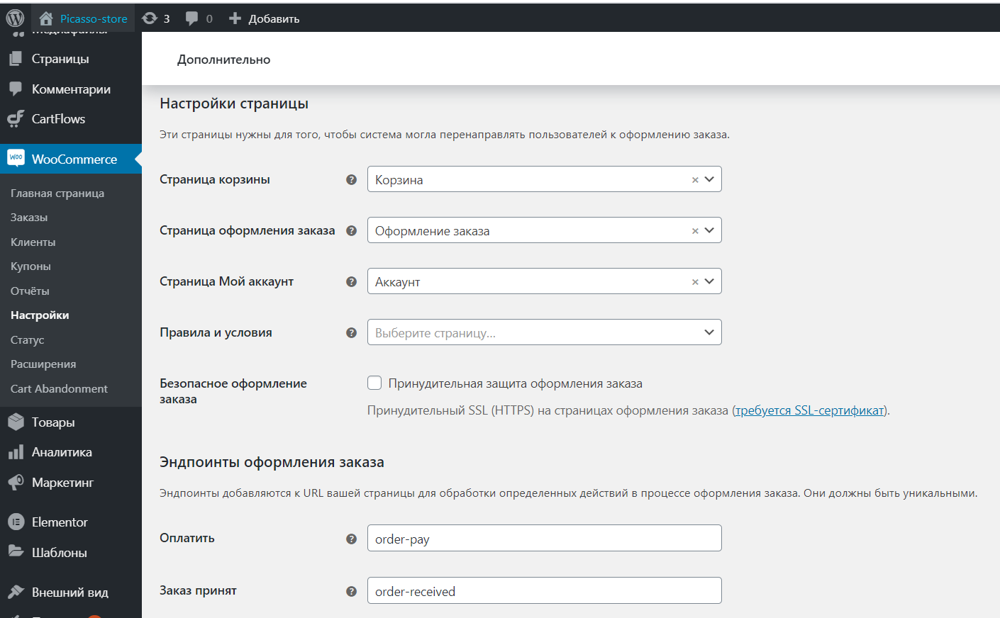 Picasso-store
3
0
Добавить
Медиафайлы
Страницы
Комментарии
CartFlows
WooCommerce
Главная страница
Заказы
Клиенты
Купоны
Отчёты
Настройки
Статус
Расширения
Cart Abandonment
Товары
Аналитика
Маркетинг
Elementor
Шаблоны
Внешний вид
Дополнительно
Настройки страницы
Эти страницы нужны для того, чтобы система могла перенаправлять пользователей к оформлению заказа.
Страница корзины
Корзина
Страница оформления заказа
Оформление заказа
Страница Мой аккаунт
Аккаунт
Правила и условия
Выберите страницу...
Безопасное оформление
заказа
Принудительная защита оформления заказа
Принудительный SSL (HTTPS) на страницах оформления заказа (требуется SSL-сертификат).
Эндпоинты оформления заказа
Эндпоинты добавляются к URL вашей страницы для обработки определенных действий в процессе оформления заказа. Они должны быть уникальными.
Оплатить
order-pay
Заказ принят
order-received